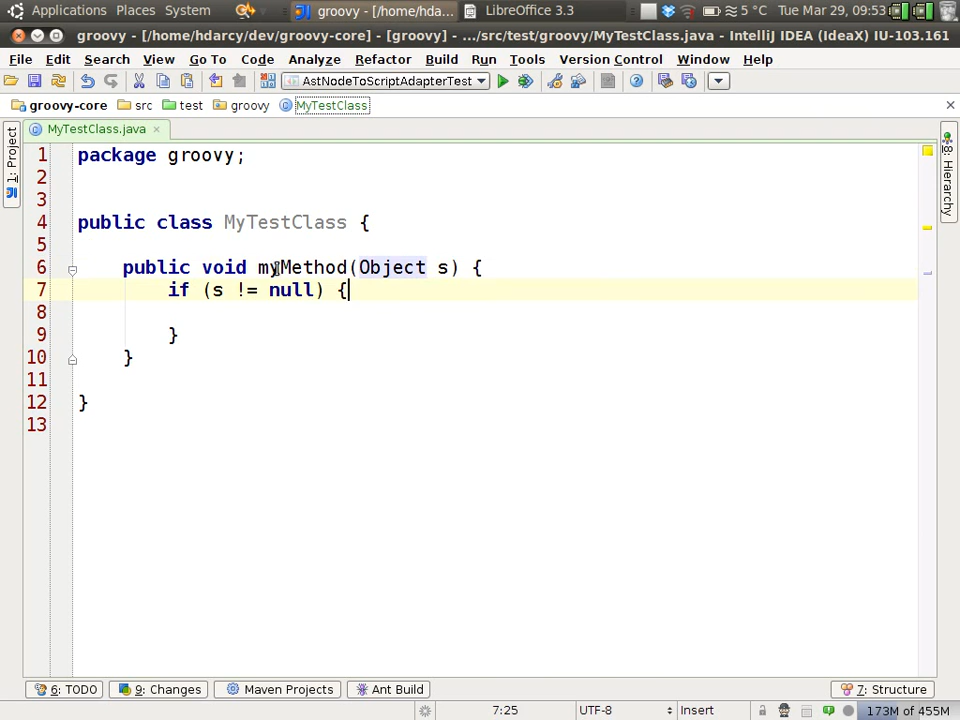 Applications Places System groovy - [/home/hdarcy/de... LibreOffice 3.3 5 °C Tue Mar 29, 09:53
groovy - [/home/hdarcy/dev/groovy-core] - [groovy] - .../src/test/groovy/MyTestClass.java - IntelliJ IDEA (IdeaX) IU-103.161
File Edit Search View Go To Code Analyze Refactor Build Run Tools Version Control Window Help
AstNodeToScriptAdapterTest
groovy-core src test groovy MyTestClass
MyTestClass.java
1: Project
8: Hierarchy
1 package groovy;
2
3
4 public class MyTestClass {
5
6 public void myMethod(Object s) {
7 if (s != null) {
8
9 }
10 }
11
12 }
13
6: TODO 9: Changes Maven Projects Ant Build 7: Structure
7:25 UTF-8 Insert 173M of 455M